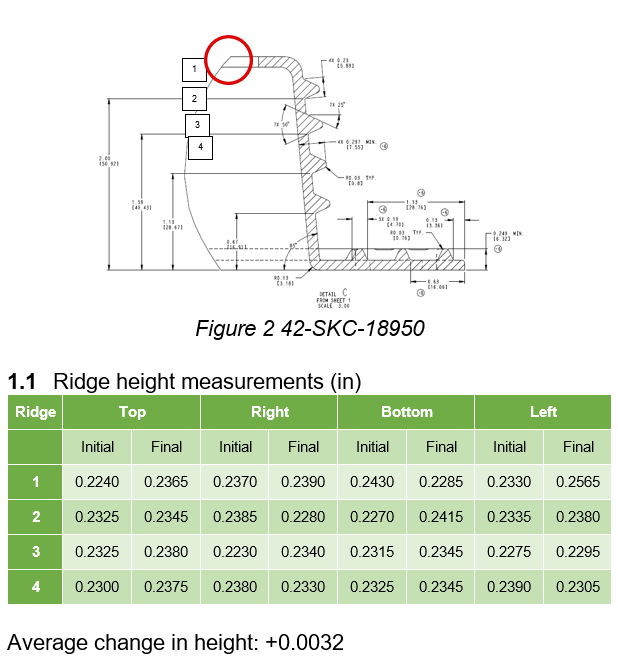 4X 0.23
[5.89]
1
7X 25°
2
3
7X 50°
4
4X 0.297 MIN.
[7.55]
2.00
[50.92]
R0.03 TYP.
[0.8]
1.59
[40.43]
1.13
[28.76]
1.13
[28.67]
3X 0.19
[4.70]
0.13
[3.36]
R0.03 TYP.
[0.76]
0.249 MIN.
[6.32]
0.67
[16.91]
85°
R0.13
[3.18]
0.63
[16.06]
DETAIL C
FROM SHEET 1
SCALE 3.00
Figure 2 42-SKC-18950
1.1 Ridge height measurements (in)
Ridge Top Right Bottom Left
Initial Final Initial Final Initial Final Initial Final
1 0.2240 0.2365 0.2370 0.2390 0.2430 0.2285 0.2330 0.2565
2 0.2325 0.2345 0.2385 0.2280 0.2270 0.2415 0.2335 0.2380
3 0.2325 0.2380 0.2230 0.2340 0.2315 0.2345 0.2275 0.2295
4 0.2300 0.2375 0.2380 0.2330 0.2325 0.2345 0.2390 0.2305
Average change in height: +0.0032